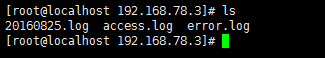 [root@localhost 192.168.78.3]# ls
20160825.log  access.log  error.log
[root@localhost 192.168.78.3]#